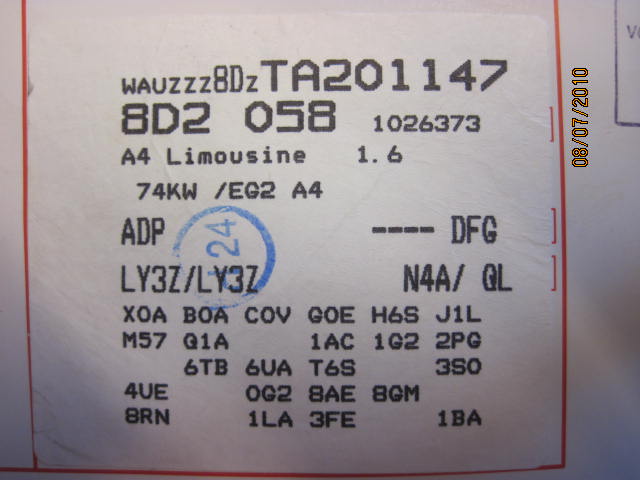 WAUZZZ8DZTA201147
8D2 058 1026373
A4 Limousine 1.6
74KW /EG2 A4
ADP ---- DFG
124
LY3Z/LY3Z N4A/ QL
X0A B0A C0V G0E H6S J1L
M57 Q1A 1AC 1G2 2PG
6TB 6UA T6S 3S0
4UE 0G2 8AE 8GM
8RN 1LA 3FE 1BA
08/07/2010